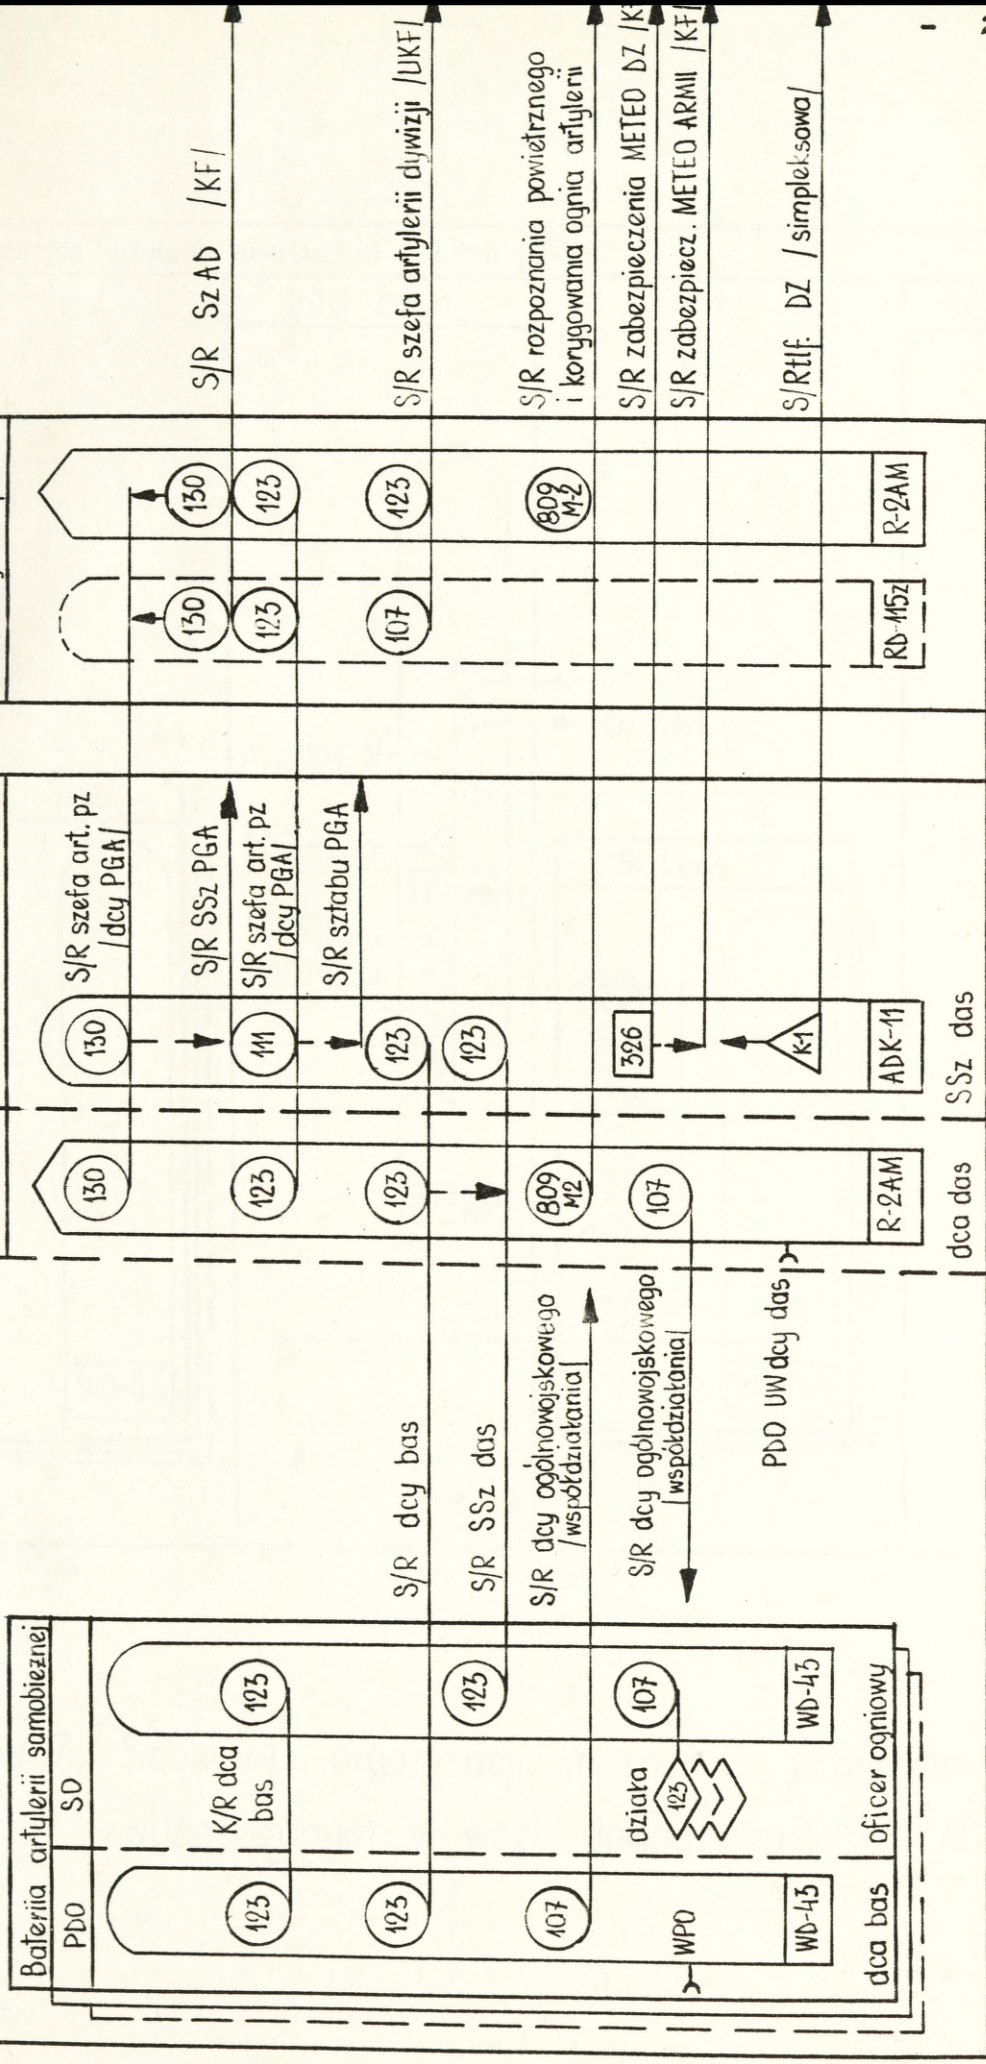 Bateria artylerii samobieżnej
PDO
SD
123
123
107
WPO
WD-43
dca bas
K/R dca
bas
123
123
107
działa
123
WD-43
oficer ogniowy
S/R dcy bas
S/R SSz das
S/R dcy ogólnowojskowego
/współdziałania/
S/R dcy ogólnowojskowego
/współdziałania/
PDO UW dcy das
130
123
123
809
M2
107
R-2AM
dca das
130
111
123
123
326
K-1
ADK-11
SSz das
S/R szefa art. pz
/dcy PGA/
S/R SSz PGA
S/R szefa art. pz
/dcy PGA/
S/R sztabu PGA
130
123
107
RD-115z
130
123
123
809
M-2
R-2AM
S/R SzAD /KF/
S/R szefa artylerii dywizji /UKF/
S/R rozpoznania powietrznego
i korygowania ognia artylerii
S/R zabezpieczenia METEO DZ
S/R zabezpiecz. METEO ARMII /KF/
S/Rtlf. DZ /simpleksowa/